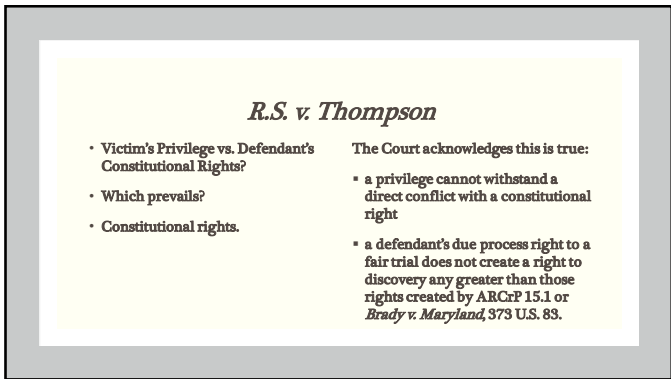 R.S. v. Thompson
• Victim's Privilege vs. Defendant's
Constitutional Rights?
• Which prevails?
• Constitutional rights.
The Court acknowledges this is true:
▪ a privilege cannot withstand a
direct conflict with a constitutional
right
▪ a defendant's due process right to a
fair trial does not create a right to
discovery any greater than those
rights created by ARCrP 15.1 or
Brady v. Maryland, 373 U.S. 83.